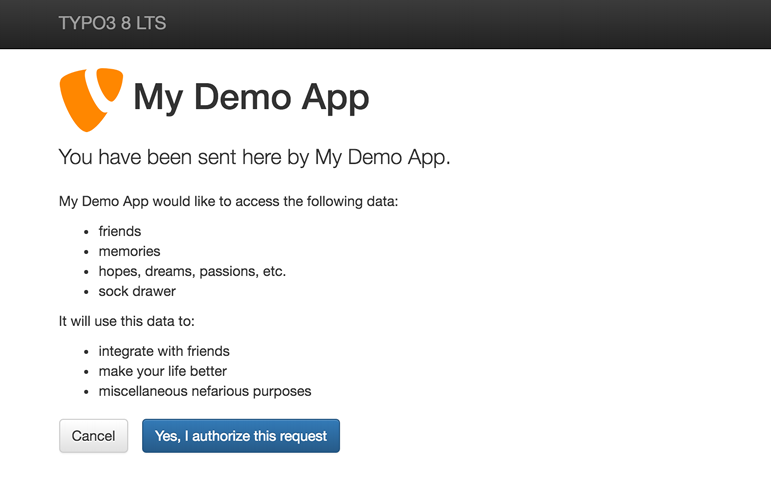 TYPO3 8 LTS
My Demo App
You have been sent here by My Demo App.
My Demo App would like to access the following data:
friends
memories
hopes, dreams, passions, etc.
sock drawer
It will use this data to:
integrate with friends
make your life better
miscellaneous nefarious purposes
Cancel Yes, I authorize this request